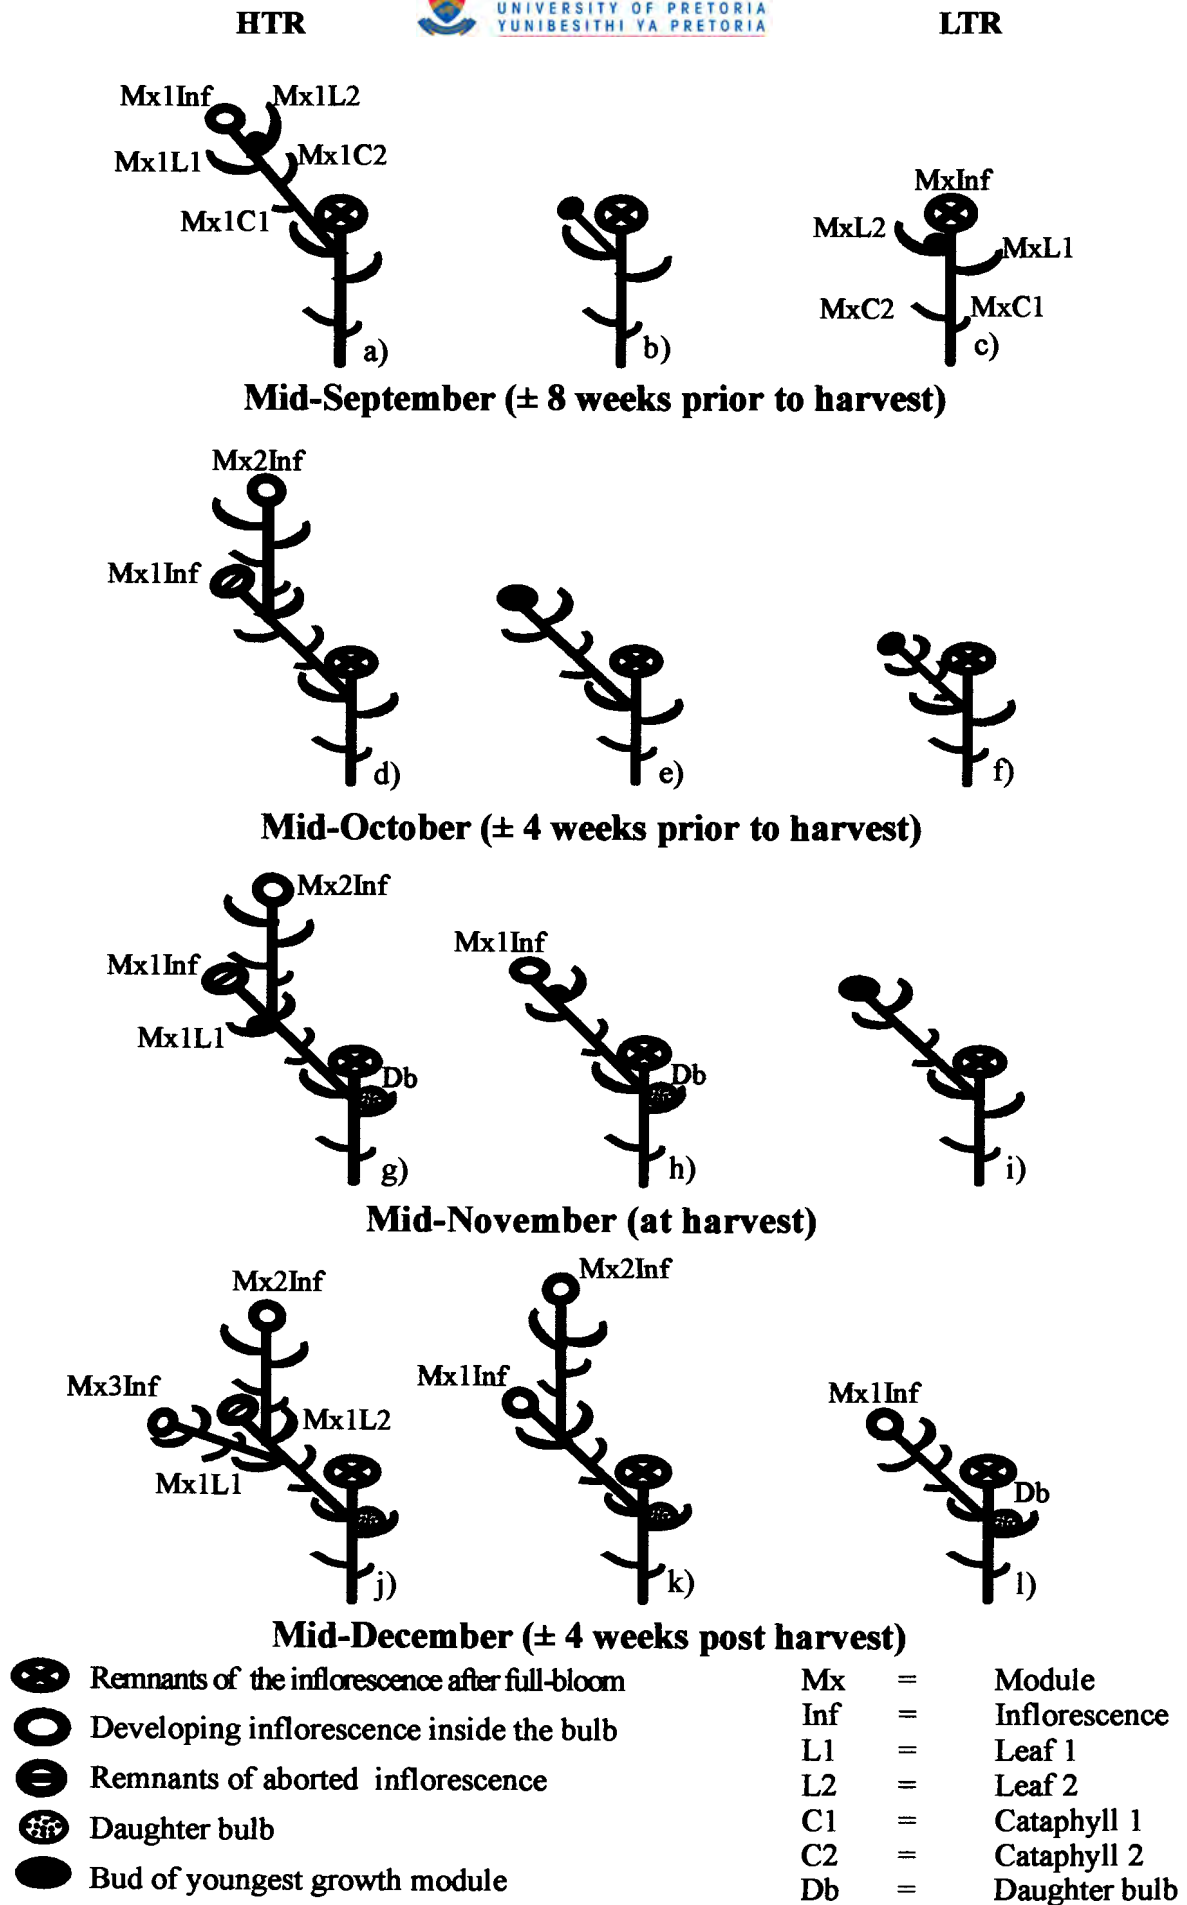 UNIVERSITY OF PRETORIA
YUNIBESITHI YA PRETORIA
HTR LTR
Mx1Inf Mx1L2
Mx1L1 Mx1C2
Mx1C1
MxInf
MxL2 MxL1
MxC2 MxC1
a) b) c)
Mid-September (± 8 weeks prior to harvest)
Mx2Inf
Mx1Inf
d) e) f)
Mid-October (± 4 weeks prior to harvest)
Mx2Inf
Mx1Inf Mx1Inf
Mx1L1
Db Db
g) h) i)
Mid-November (at harvest)
Mx2Inf Mx2Inf
Mx3Inf Mx1Inf Mx1Inf
Mx1L2
Mx1L1 Db
j) k) l)
Mid-December (± 4 weeks post harvest)
Remnants of the inflorescence after full-bloom
Developing inflorescence inside the bulb
Remnants of aborted inflorescence
Daughter bulb
Bud of youngest growth module
Mx = Module
Inf = Inflorescence
L1 = Leaf 1
L2 = Leaf 2
C1 = Cataphyll 1
C2 = Cataphyll 2
Db = Daughter bulb